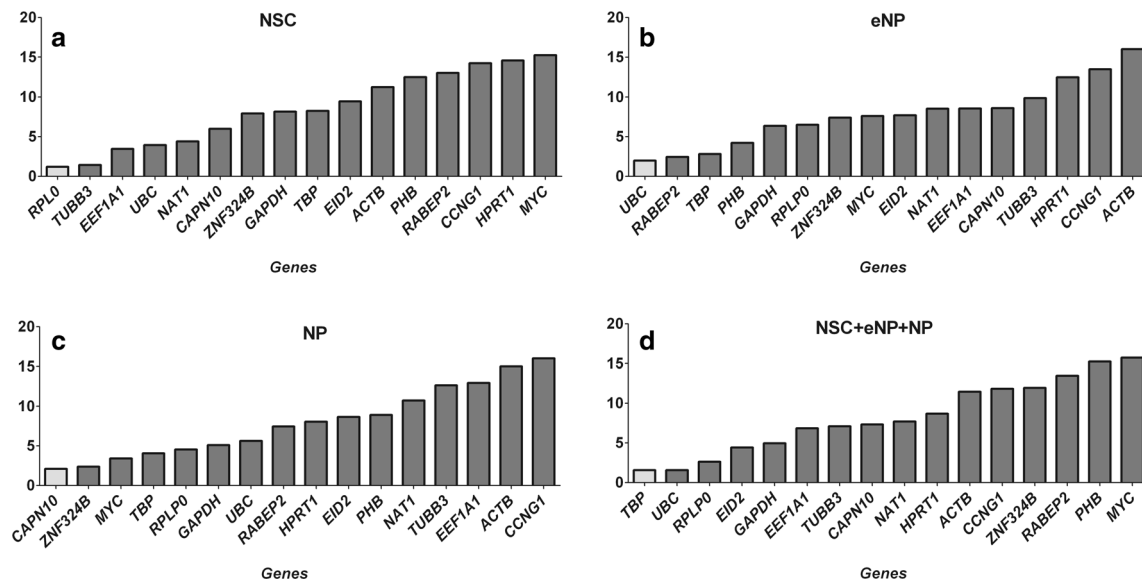 a
NSC
20
15
10
5
0
RPL0 TUBB3 EEF1A1 UBC NAT1 CAPN10 ZNF324B GAPDH TBP EID2 ACTB PHB RABEP2 CCNG1 HPRT1 MYC
Genes
b
eNP
20
15
10
5
0
UBC RABEP2 TBP PHB GAPDH RPLP0 ZNF324B MYC EID2 NAT1 EEF1A1 CAPN10 TUBB3 HPRT1 CCNG1 ACTB
Genes
c
NP
20
15
10
5
0
CAPN10 ZNF324B MYC TBP RPLP0 GAPDH UBC RABEP2 HPRT1 EID2 PHB NAT1 TUBB3 EEF1A1 ACTB CCNG1
Genes
d
NSC+eNP+NP
20
15
10
5
0
TBP UBC RPLP0 EID2 GAPDH EEF1A1 TUBB3 CAPN10 NAT1 HPRT1 ACTB CCNG1 ZNF324B RABEP2 PHB MYC
Genes